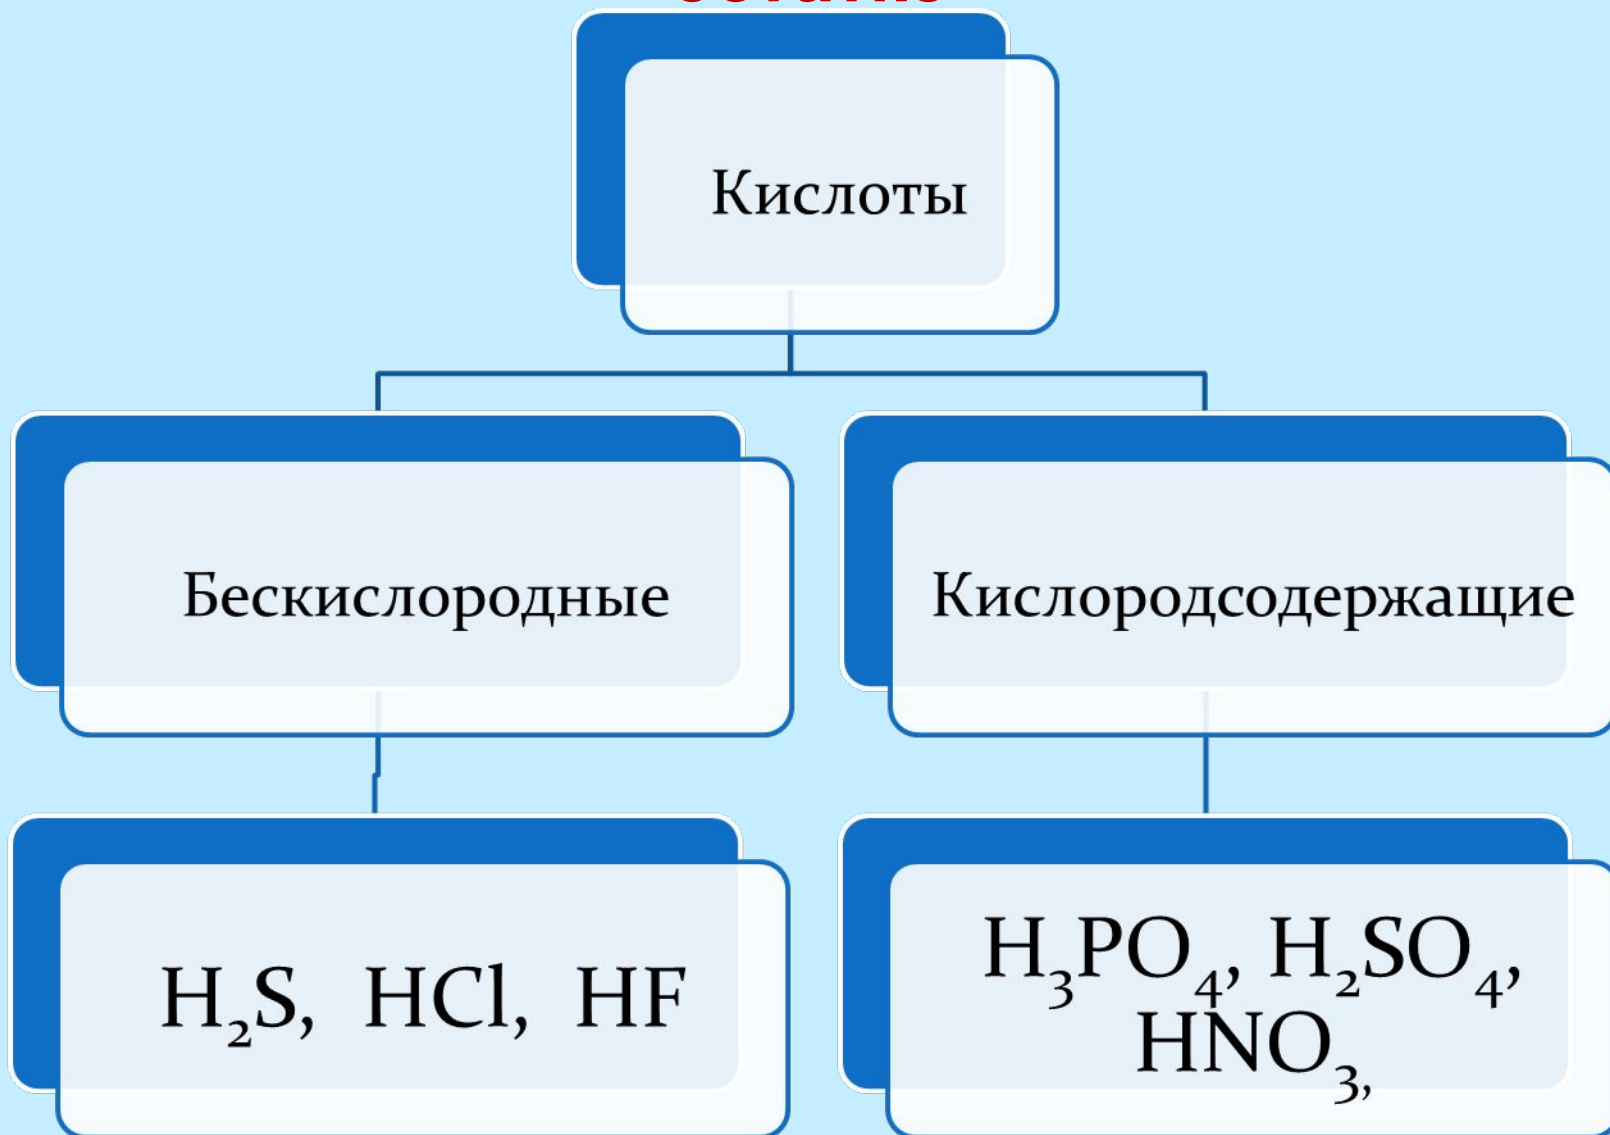 Кислоты
Бескислородные
Кислородсодержащие
H₂S, HCl, HF
H₃PO₄, H₂SO₄,
HNO₃,